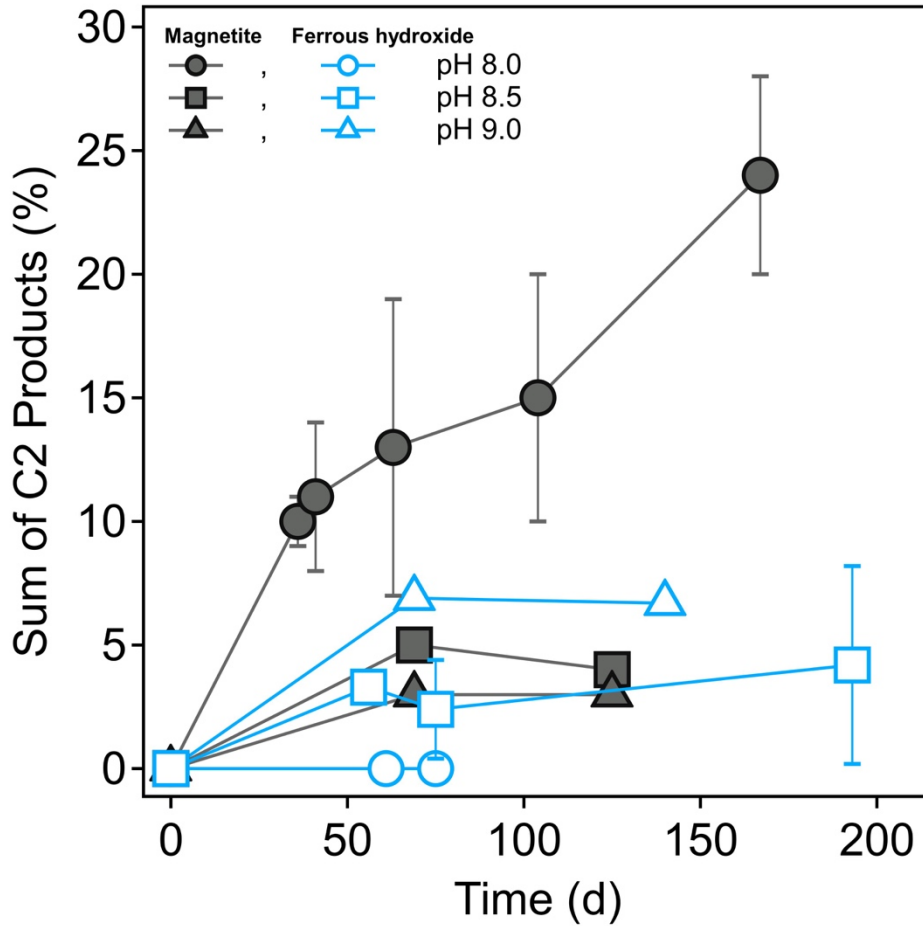 Magnetite Ferrous hydroxide
, pH 8.0
, pH 8.5
, pH 9.0
30
25
20
15
10
5
0
Sum of C2 Products (%)
0 50 100 150 200
Time (d)